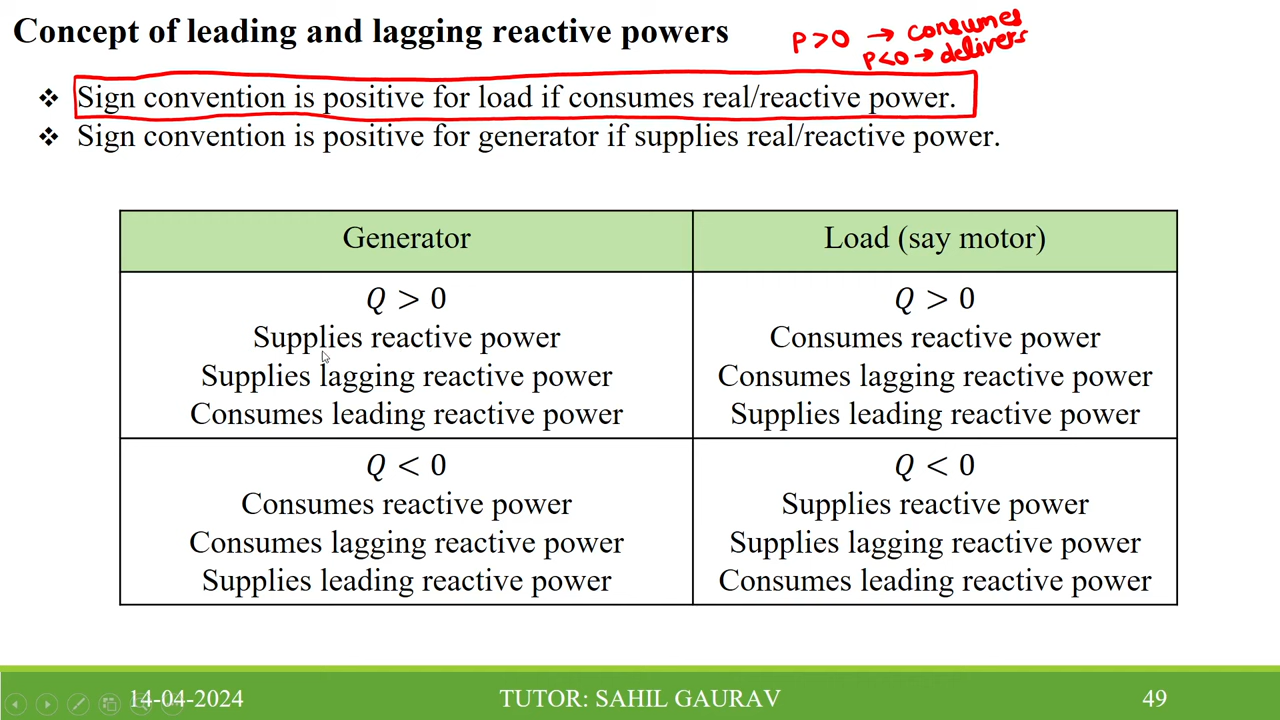 Concept of leading and lagging reactive powers
P>0 → consumes
P<0 → delivers
❖ Sign convention is positive for load if consumes real/reactive power.
❖ Sign convention is positive for generator if supplies real/reactive power.
Generator
Load (say motor)
Q > 0
Supplies reactive power
Supplies lagging reactive power
Consumes leading reactive power
Q > 0
Consumes reactive power
Consumes lagging reactive power
Supplies leading reactive power
Q < 0
Consumes reactive power
Consumes lagging reactive power
Supplies leading reactive power
Q < 0
Supplies reactive power
Supplies lagging reactive power
Consumes leading reactive power
14-04-2024
TUTOR: SAHIL GAURAV
49